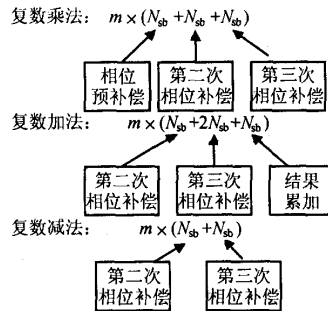 复数乘法： m×(N_sb+N_sb+N_sb)
相位 第二次 第三次
预补偿 相位补偿 相位补偿
复数加法： m×(N_sb+2N_sb+N_sb)
第二次 第三次 结果
相位补偿 相位补偿 累加
复数减法： m×(N_sb+N_sb)
第二次 第三次
相位补偿 相位补偿